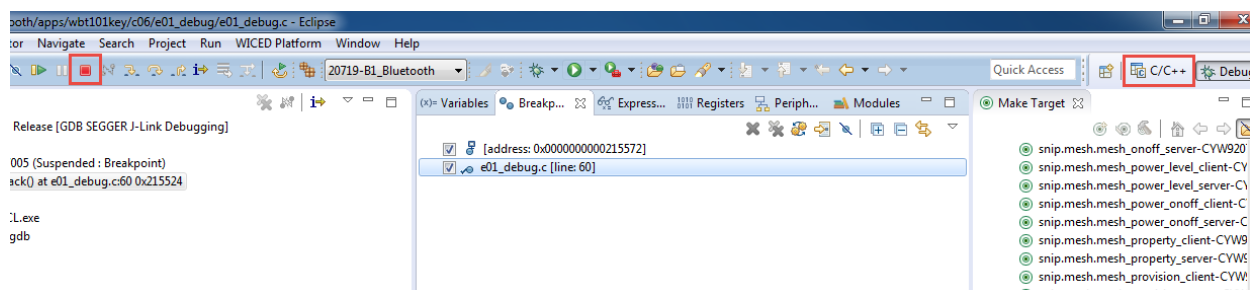 ooth/apps/wbt101key/c06/e01_debug/e01_debug.c - Eclipse
tor Navigate Search Project Run WICED Platform Window Help
20719-B1_Bluetooth
Quick Access
C/C++
Debu
Release [GDB SEGGER J-Link Debugging]
005 (Suspended : Breakpoint)
ack() at e01_debug.c:60 0x215524
CL.exe
gdb
(x)= Variables
Breakp...
Express...
Registers
Periph...
Modules
[address: 0x0000000000215572]
e01_debug.c [line: 60]
Make Target
snip.mesh.mesh_onoff_server-CYW920
snip.mesh.mesh_power_level_client-CY
snip.mesh.mesh_power_level_server-C
snip.mesh.mesh_power_onoff_client-C
snip.mesh.mesh_power_onoff_server-C
snip.mesh.mesh_property_client-CYW9
snip.mesh.mesh_property_server-CYW
snip.mesh.mesh_provision_client-CYW